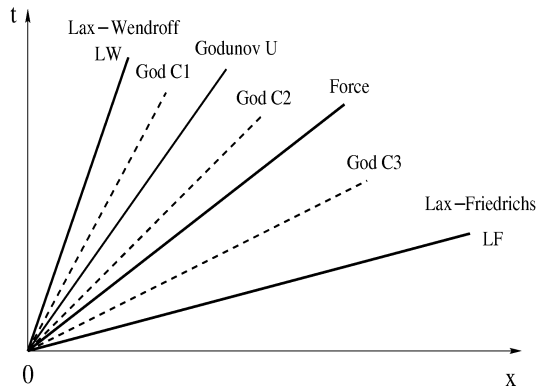 t
Lax–Wendroff
LW
God C1
Godunov U
God C2
Force
God C3
Lax–Friedrichs
LF
0
x